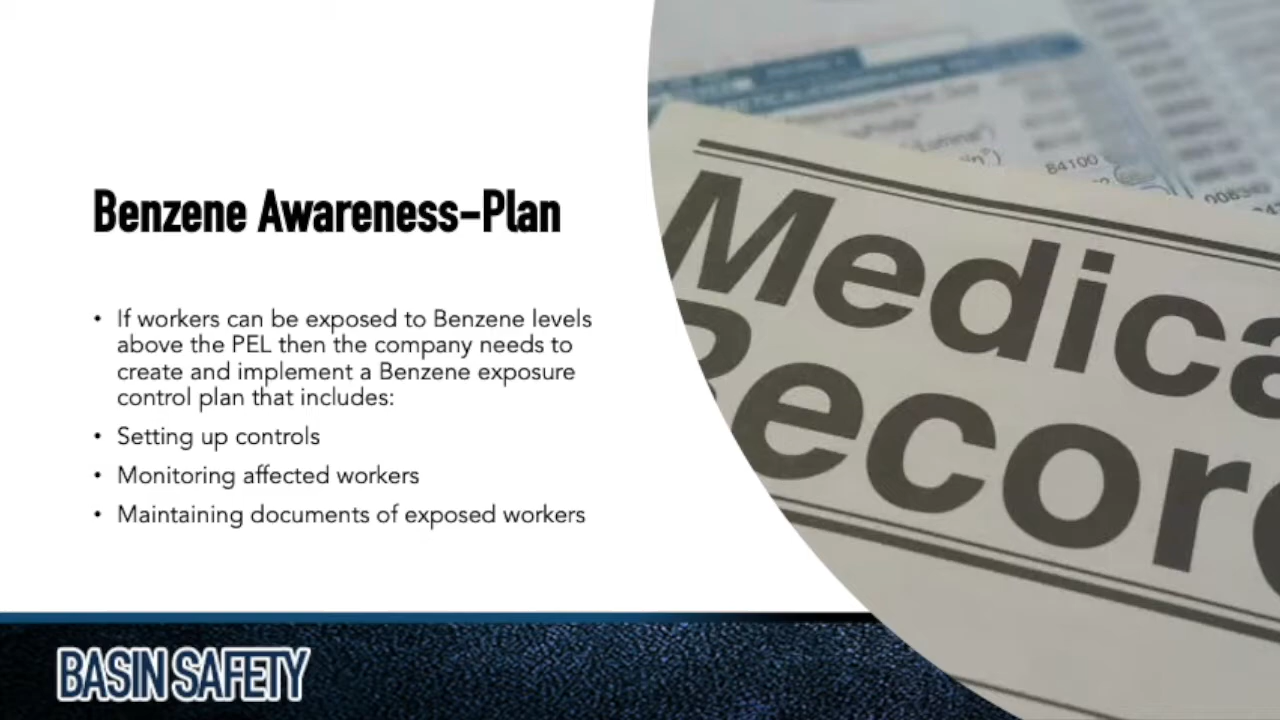 Benzene Awareness-Plan
• If workers can be exposed to Benzene levels
above the PEL then the company needs to
create and implement a Benzene exposure
control plan that includes:
• Setting up controls
• Monitoring affected workers
• Maintaining documents of exposed workers
84100
Medica
Recor
BASIN SAFETY